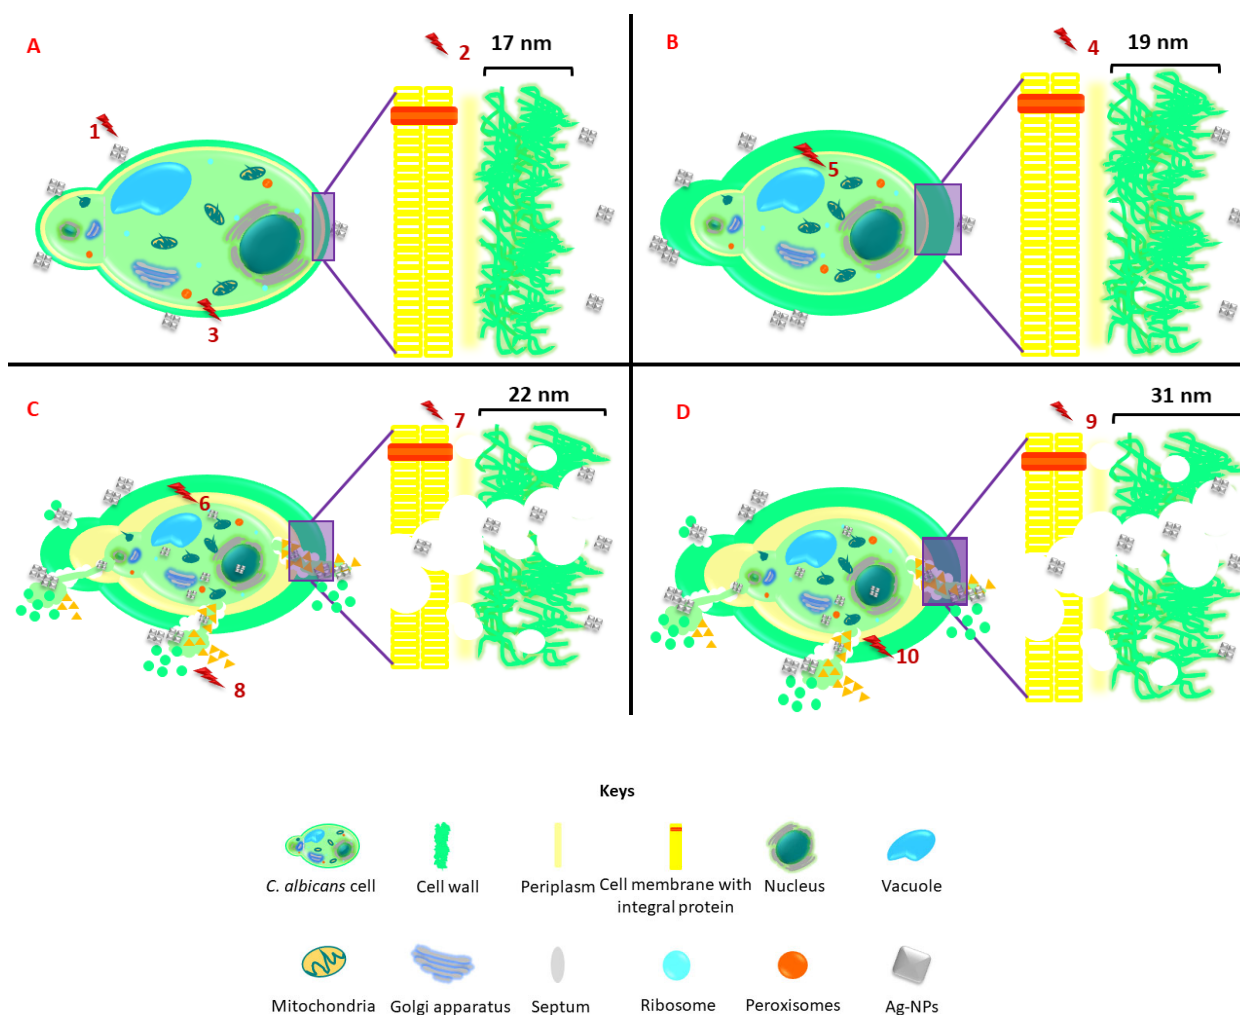 A
1
2
17 nm
3
B
4
19 nm
5
C
6
7
22 nm
8
D
9
31 nm
10
Keys
C. albicans cell
Cell wall
Periplasm
Cell membrane with
integral protein
Nucleus
Vacuole
Mitochondria
Golgi apparatus
Septum
Ribosome
Peroxisomes
Ag-NPs